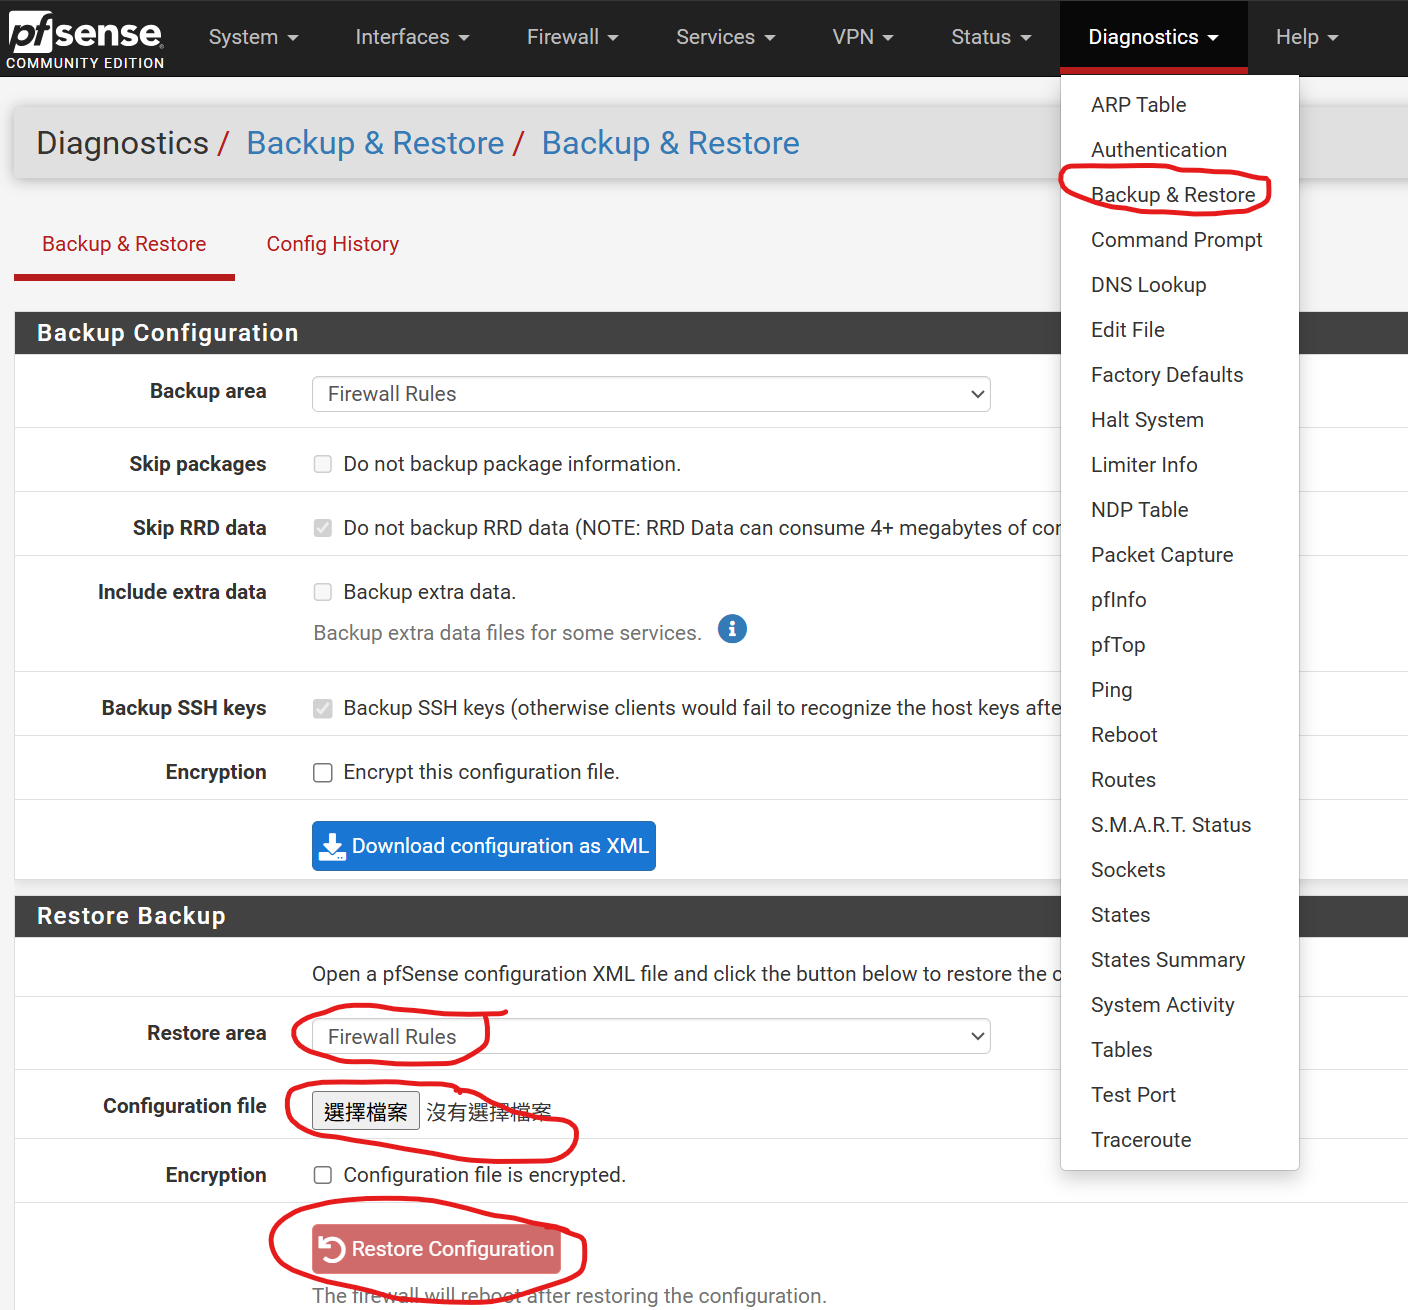 pfsense
COMMUNITY EDITION
System
Interfaces
Firewall
Services
VPN
Status
Diagnostics
Help
Diagnostics / Backup & Restore / Backup & Restore
Backup & Restore
Config History
Backup Configuration
Backup area
Firewall Rules
Skip packages
Do not backup package information.
Skip RRD data
Do not backup RRD data (NOTE: RRD Data can consume 4+ megabytes of cor
Include extra data
Backup extra data.
Backup extra data files for some services.
Backup SSH keys
Backup SSH keys (otherwise clients would fail to recognize the host keys afte
Encryption
Encrypt this configuration file.
Download configuration as XML
Restore Backup
Open a pfSense configuration XML file and click the button below to restore the c
Restore area
Firewall Rules
Configuration file
選擇檔案 沒有選擇檔案
Encryption
Configuration file is encrypted.
Restore Configuration
The firewall will reboot after restoring the configuration.
ARP Table
Authentication
Backup & Restore
Command Prompt
DNS Lookup
Edit File
Factory Defaults
Halt System
Limiter Info
NDP Table
Packet Capture
pfInfo
pfTop
Ping
Reboot
Routes
S.M.A.R.T. Status
Sockets
States
States Summary
System Activity
Tables
Test Port
Traceroute